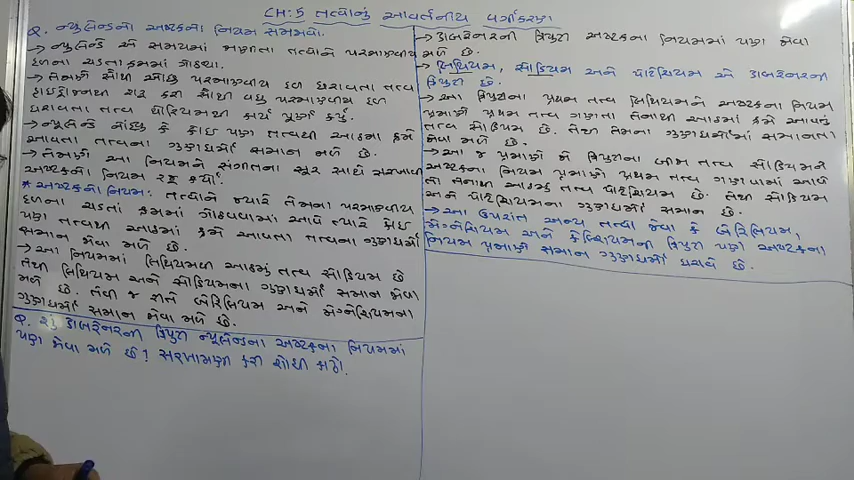 CH:5 તત્વોનું આવર્તનીય વર્ગીકરણ
Q. ન્યૂલેન્ડનો અષ્ટકનો નિયમ સમજાવો.
→ ન્યૂલેન્ડે એ સમયમાં જાણીતા તત્વોને પરમાણ્વીય
દળના ચડતા ક્રમમાં ગોઠવ્યા.
→ તેમણે સૌથી ઓછું પરમાણ્વીય દળ ધરાવતા તત્વ
હાઇડ્રોજનથી શરૂ કરી સૌથી વધુ પરમાણ્વીય દળ
ધરાવતા તત્વ થોરિયમથી કાર્ય પૂર્ણ કર્યું.
→ ન્યૂલેન્ડે નોંધ્યું કે કોઇ પણ તત્વથી આઠમા ક્રમે
આવતા તત્વના ગુણધર્મો સમાન મળે છે.
→ તેમણે આ નિયમને સંગીતના સૂર સાથે સરખાવી
અષ્ટકનો નિયમ રજૂ કર્યો.
* અષ્ટકનો નિયમ: તત્વોને જ્યારે તેમના પરમાણ્વીય
દળના ચડતાં ક્રમમાં ગોઠવવામાં આવે ત્યારે કોઇ
પણ તત્વથી આઠમાં ક્રમે આવતા તત્વના ગુણધર્મો
સમાન જોવા મળે છે.
→ આ નિયમમાં લિથિયમથી આઠમું તત્વ સોડિયમ છે
તેથી લિથિયમ અને સોડિયમના ગુણધર્મો સમાન જોવા
મળે છે. તેવી જ રીતે બેરિલિયમ અને મેગ્નેશિયમના
ગુણધર્મો સમાન જોવા મળે છે.
Q. શું ડોબરેનરની ત્રિપુટી ન્યૂલેન્ડના અષ્ટકના નિયમમાં
પણ જોવા મળે છે? સરખામણી કરી શોધી કાઢો.
→ ડોબરેનરની ત્રિપુટી અષ્ટકના નિયમમાં પણ જોવા
મળે છે.
→ લિથિયમ, સોડિયમ અને પોટેશિયમ એ ડોબરેનરની
ત્રિપુટી છે.
→ આ ત્રિપુટીના પ્રથમ તત્વ લિથિયમને અષ્ટકના નિયમ
પ્રમાણે પ્રથમ તત્વ ગણતા તેનાથી આઠમાં ક્રમે આવતું
તત્વ સોડિયમ છે. તેથી તેમના ગુણધર્મોમાં સમાનતા
જોવા મળે છે.
→ આ જ પ્રમાણે જો ત્રિપુટીના બીજા તત્વ સોડિયમને
અષ્ટકના નિયમ પ્રમાણે પ્રથમ તત્વ ગણવામાં આવે
તો તેનાથી આઠમું તત્વ પોટેશિયમ છે. તેથી સોડિયમ
અને પોટેશિયમના ગુણધર્મો સમાન છે.
→ આ ઉપરાંત અન્ય તત્વો જેવા કે બેરિલિયમ,
મેગ્નેશિયમ અને કેલ્શિયમની ત્રિપુટી પણ અષ્ટકના
નિયમ પ્રમાણે સમાન ગુણધર્મો ધરાવે છે.